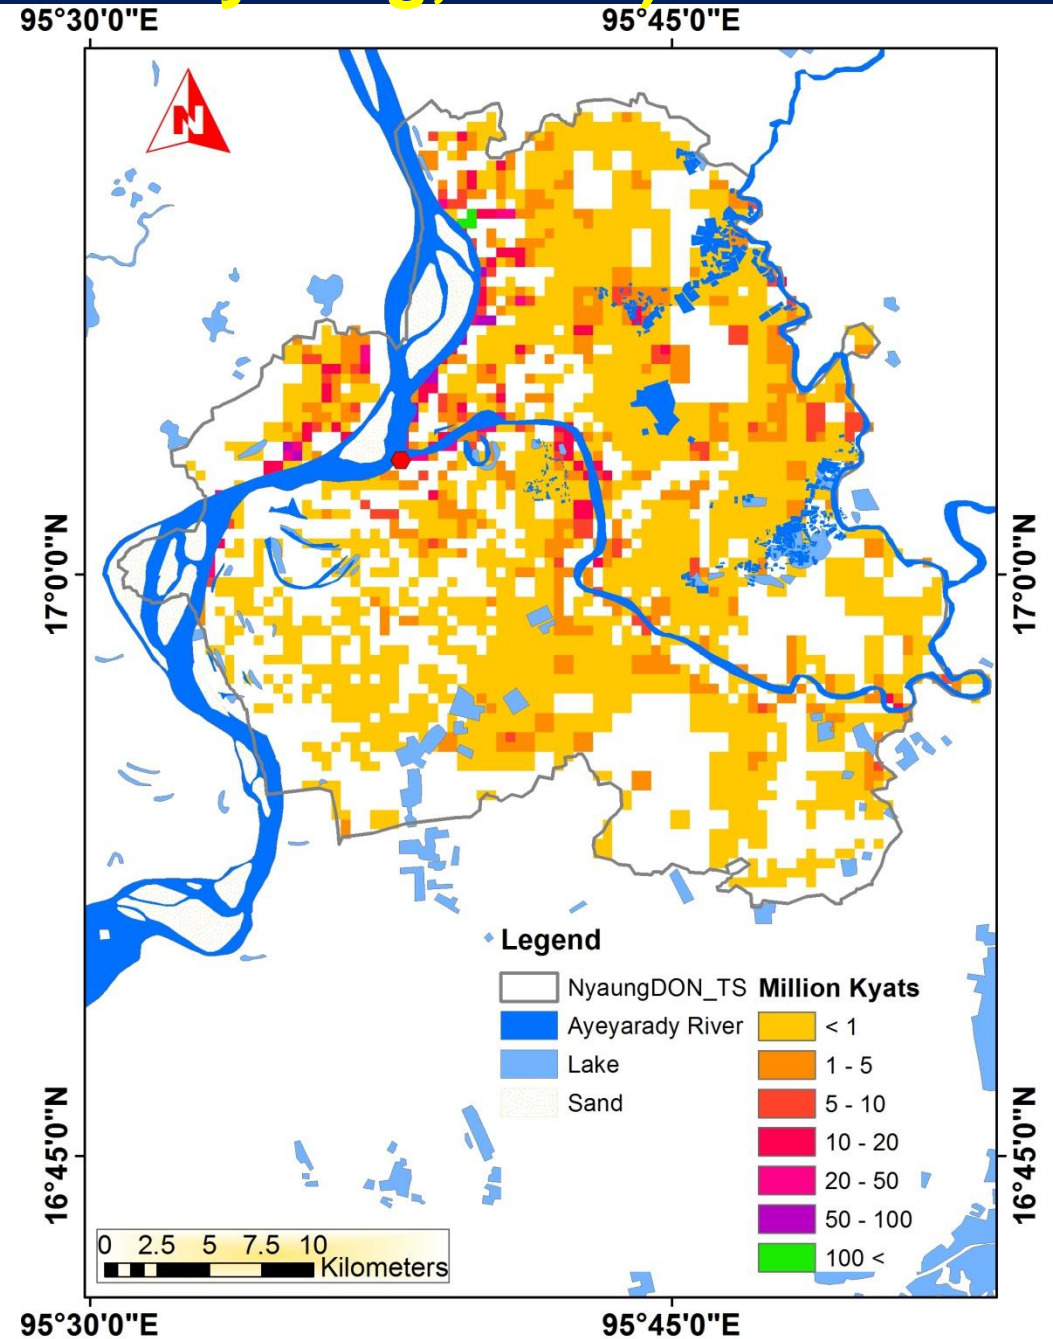 95°30'0"E 95°45'0"E
N
17°0'0"N 17°0'0"N
Legend
NyaungDON_TS
Ayeyarady River
Lake
Sand
Million Kyats
< 1
1 - 5
5 - 10
10 - 20
20 - 50
50 - 100
100 <
16°45'0"N 16°45'0"N
0 2.5 5 7.5 10
Kilometers
95°30'0"E 95°45'0"E